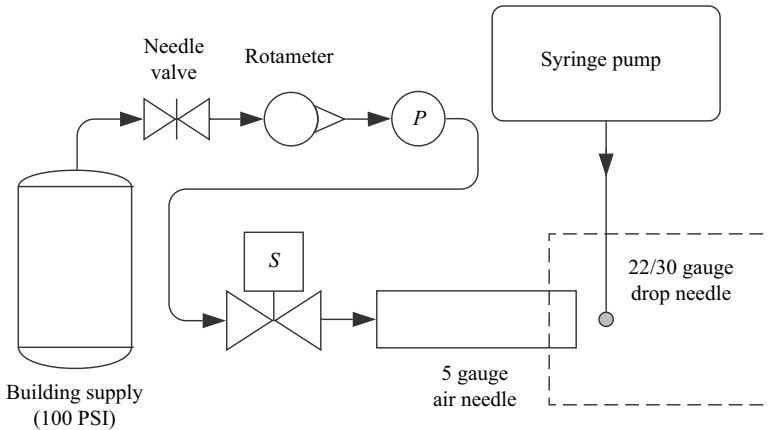 Needle
valve
Rotameter
P
Syringe pump
S
22/30 gauge
drop needle
5 gauge
air needle
Building supply
(100 PSI)